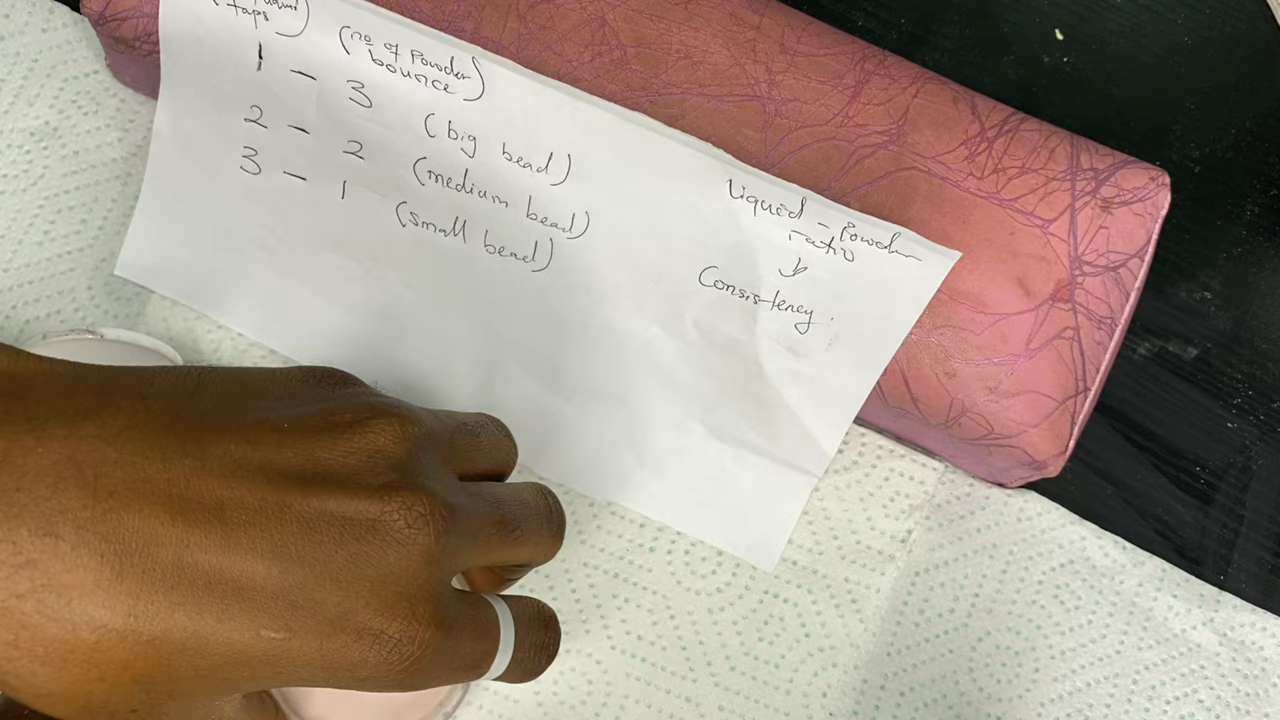 taps)
(no of Powder
bounce)
1 - 3 (big bead)
2 - 2 (medium bead)
3 - 1 (small bead)
Liquid - Powder
ratio
↓
Consistency.